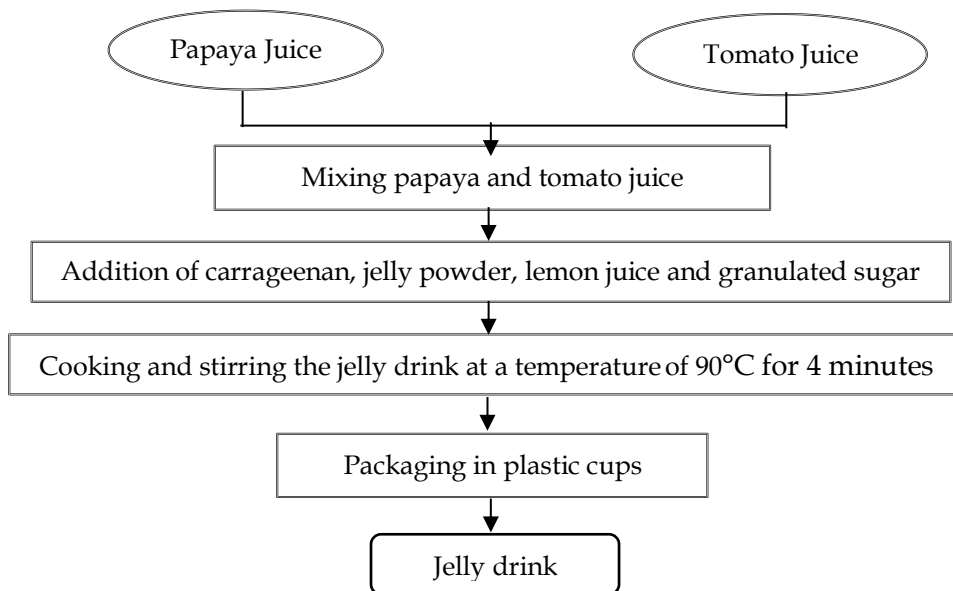 Papaya Juice
Tomato Juice
Mixing papaya and tomato juice
Addition of carrageenan, jelly powder, lemon juice and granulated sugar
Cooking and stirring the jelly drink at a temperature of 90°C for 4 minutes
Packaging in plastic cups
Jelly drink